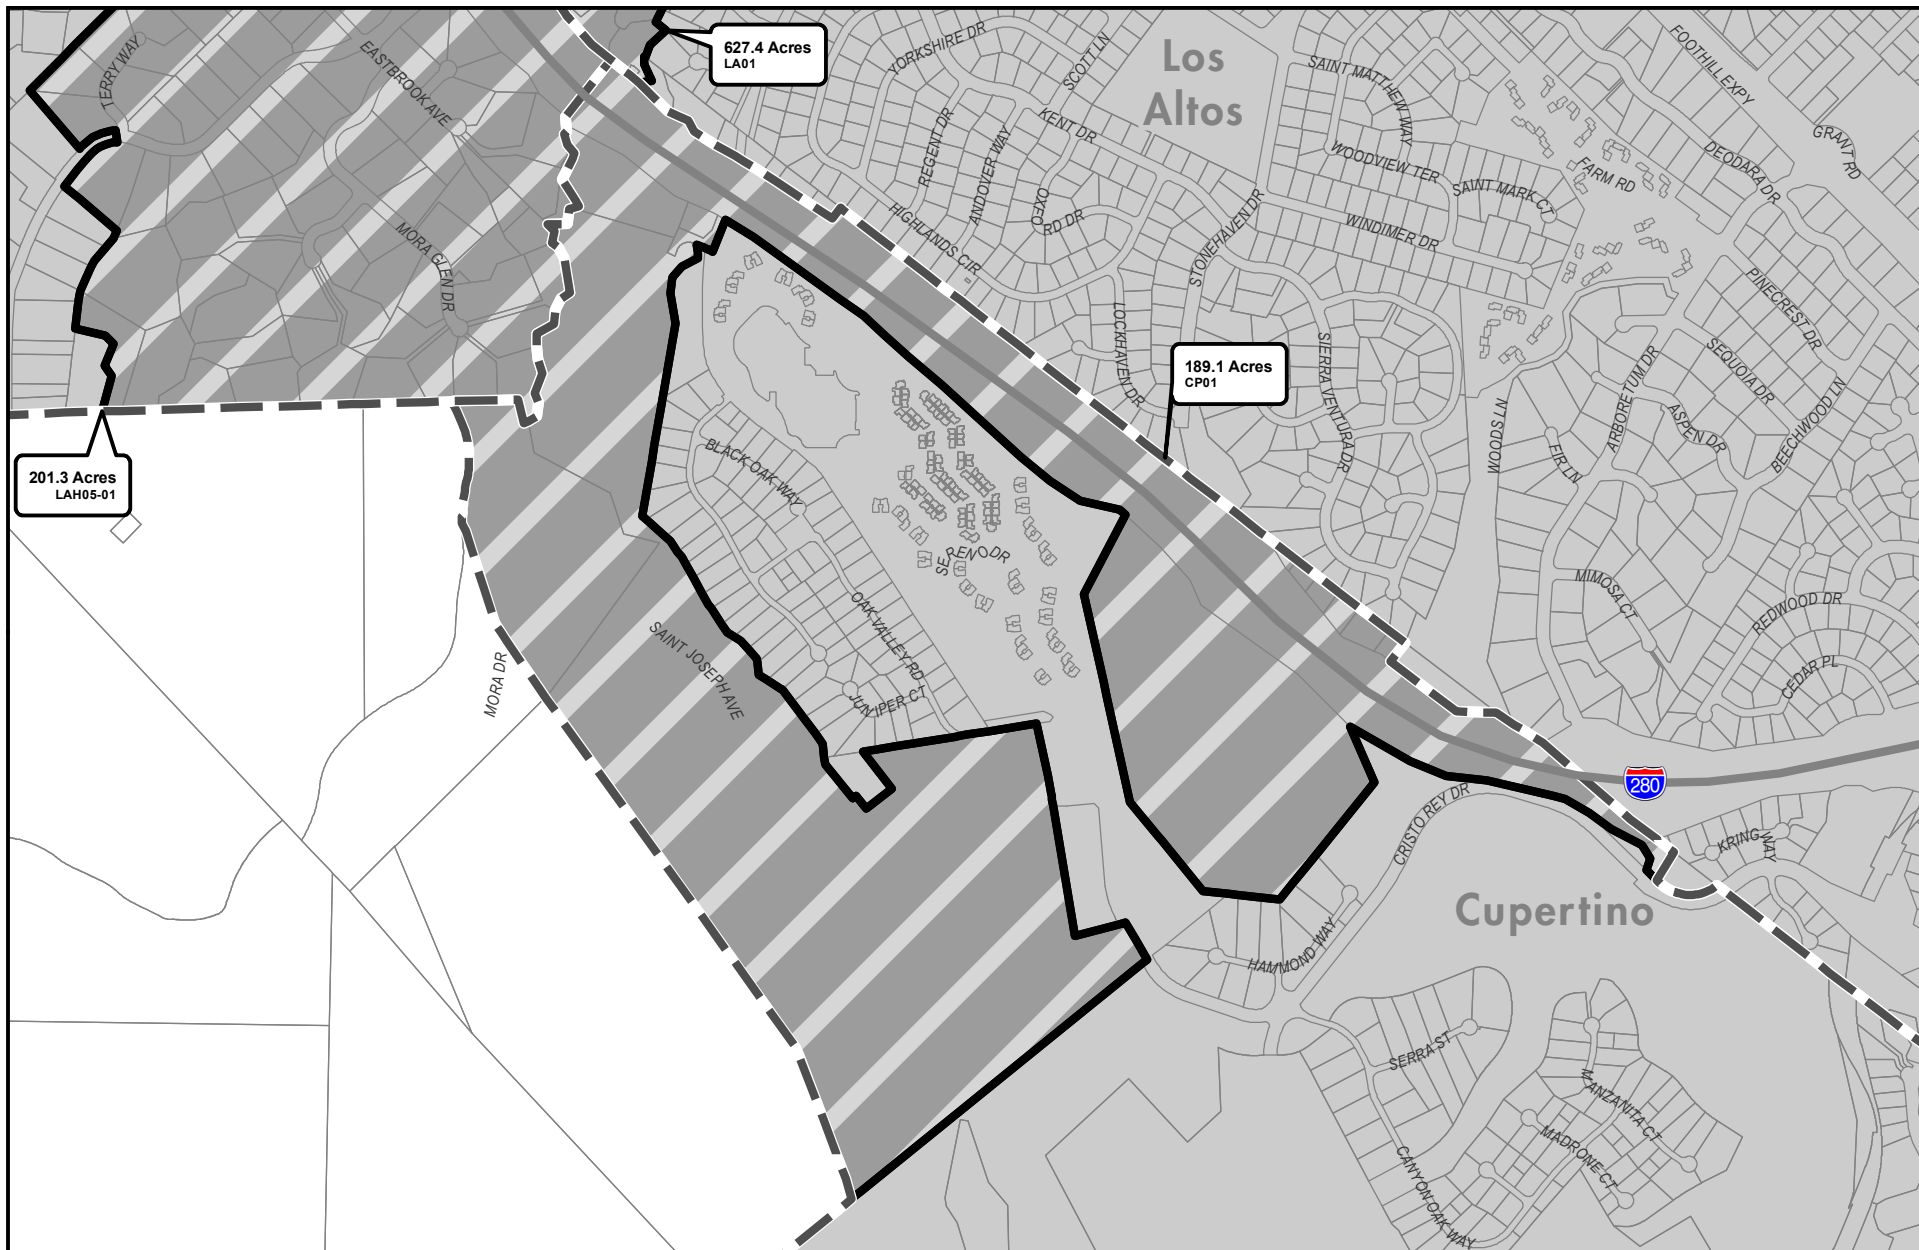 627.4 Acres
LA01
Los
Altos
TERRY WAY
EASTBROOK AVE
YORKSHIRE DR
SCOTT LN
SAINT MATTHEW WAY
FOOTHILL EXPY
GRANT RD
REGENT DR
ANDOVER WAY
KENT DR
WOODVIEW TER
FARM RD
DEODARA DR
SAINT MARK CT
OXFO
RD DR
HIGHLANDS CIR
STONEHAVEN DR
WINDIMER DR
MORA GLEN DR
PINECREST DR
LOCKHAVEN DR
SIERRA VENTURA DR
189.1 Acres
CP01
SEQUOIA DR
ARBORETUM DR
ASPEN DR
BEECHWOOD LN
WOODS LN
FIR LN
201.3 Acres
LAH05-01
BLACK OAK WAY
SERENO DR
MIMOSA CT
REDWOOD DR
CEDAR PL
OAK VALLEY RD
SAINT JOSEPH AVE
MORA DR
JUNIPER CT
280
CRISTO REY DR
KRING WAY
Cupertino
HAMMOND WAY
SERRA ST
MANZANITA CT
MADRONE CT
CANYON OAK WAY